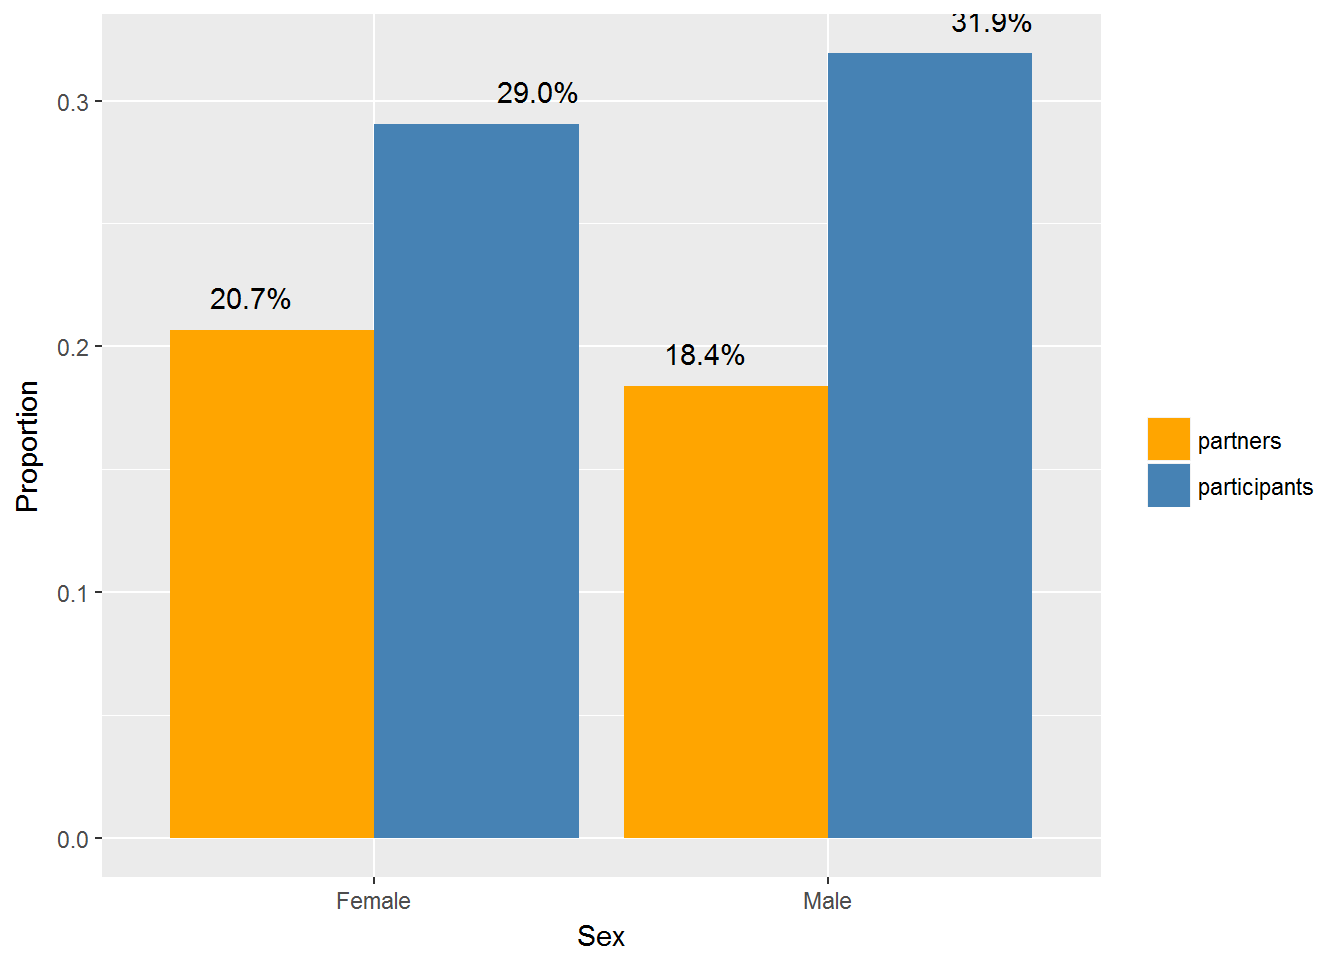 31.9%
29.0%
20.7%
18.4%
0.3
0.2
0.1
0.0
Proportion
Female
Male
Sex
partners
participants